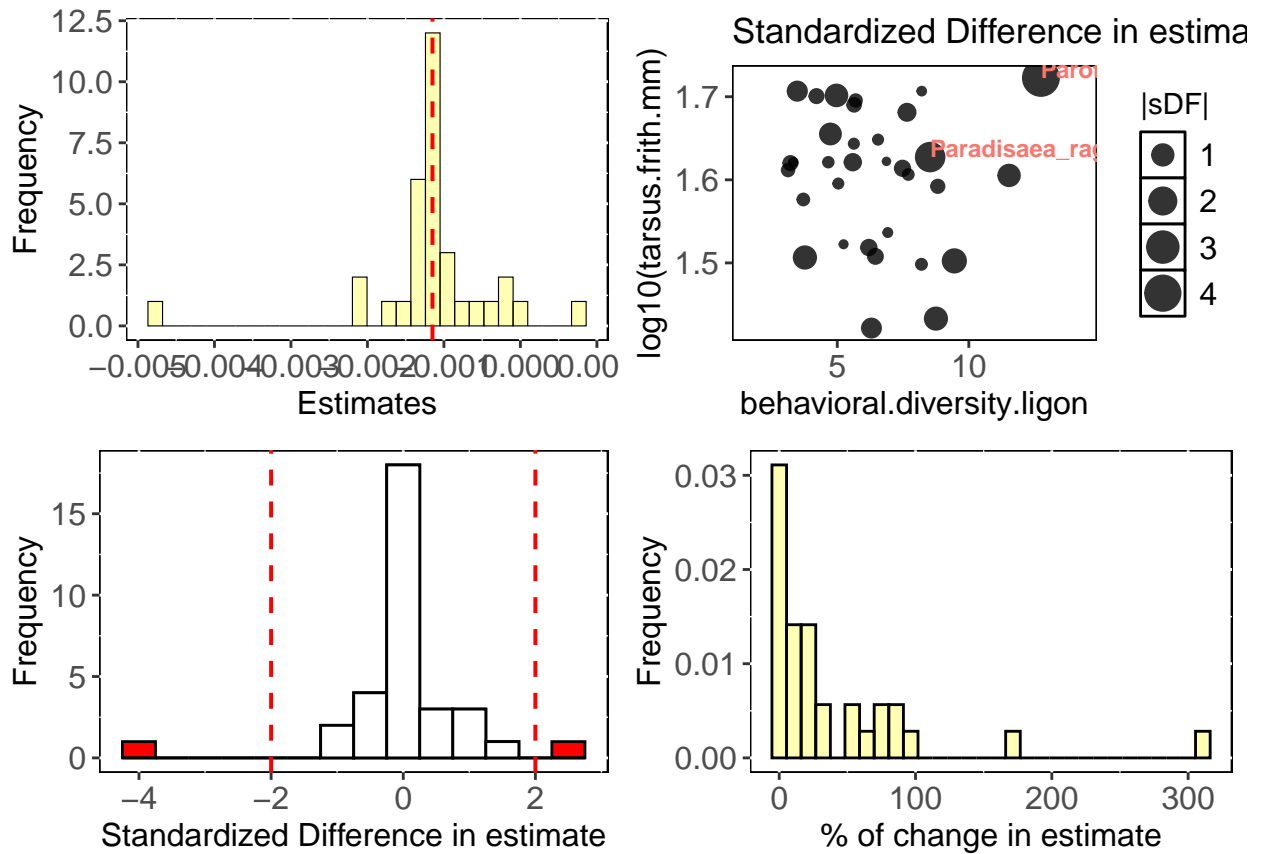 12.5
10.0
7.5
5.0
2.5
0.0
Frequency
−0.005 −0.004 −0.003 −0.002 −0.001 0.000 0.00
Estimates
Standardized Difference in estima
1.7
1.6
1.5
log10(tarsus.frith.mm)
Parot
Paradisaea_rag
5 10
behavioral.diversity.ligon
|sDF|
1
2
3
4
15
10
5
0
Frequency
−4 −2 0 2
Standardized Difference in estimate
0.03
0.02
0.01
0.00
Frequency
0 100 200 300
% of change in estimate